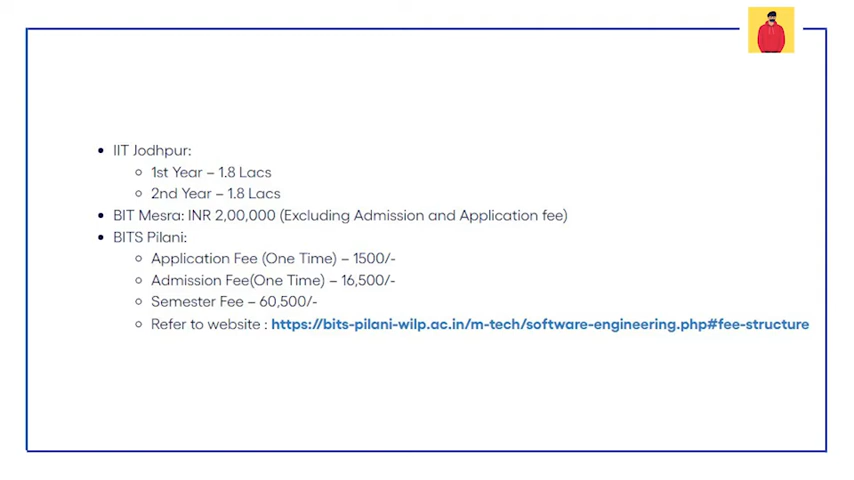 • IIT Jodhpur:
◦ 1st Year – 1.8 Lacs
◦ 2nd Year – 1.8 Lacs
• BIT Mesra: INR 2,00,000 (Excluding Admission and Application fee)
• BITS Pilani:
◦ Application Fee (One Time) – 1500/-
◦ Admission Fee(One Time) – 16,500/-
◦ Semester Fee – 60,500/-
◦ Refer to website : https://bits-pilani-wilp.ac.in/m-tech/software-engineering.php#fee-structure